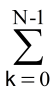 N-1
∑
k = 0